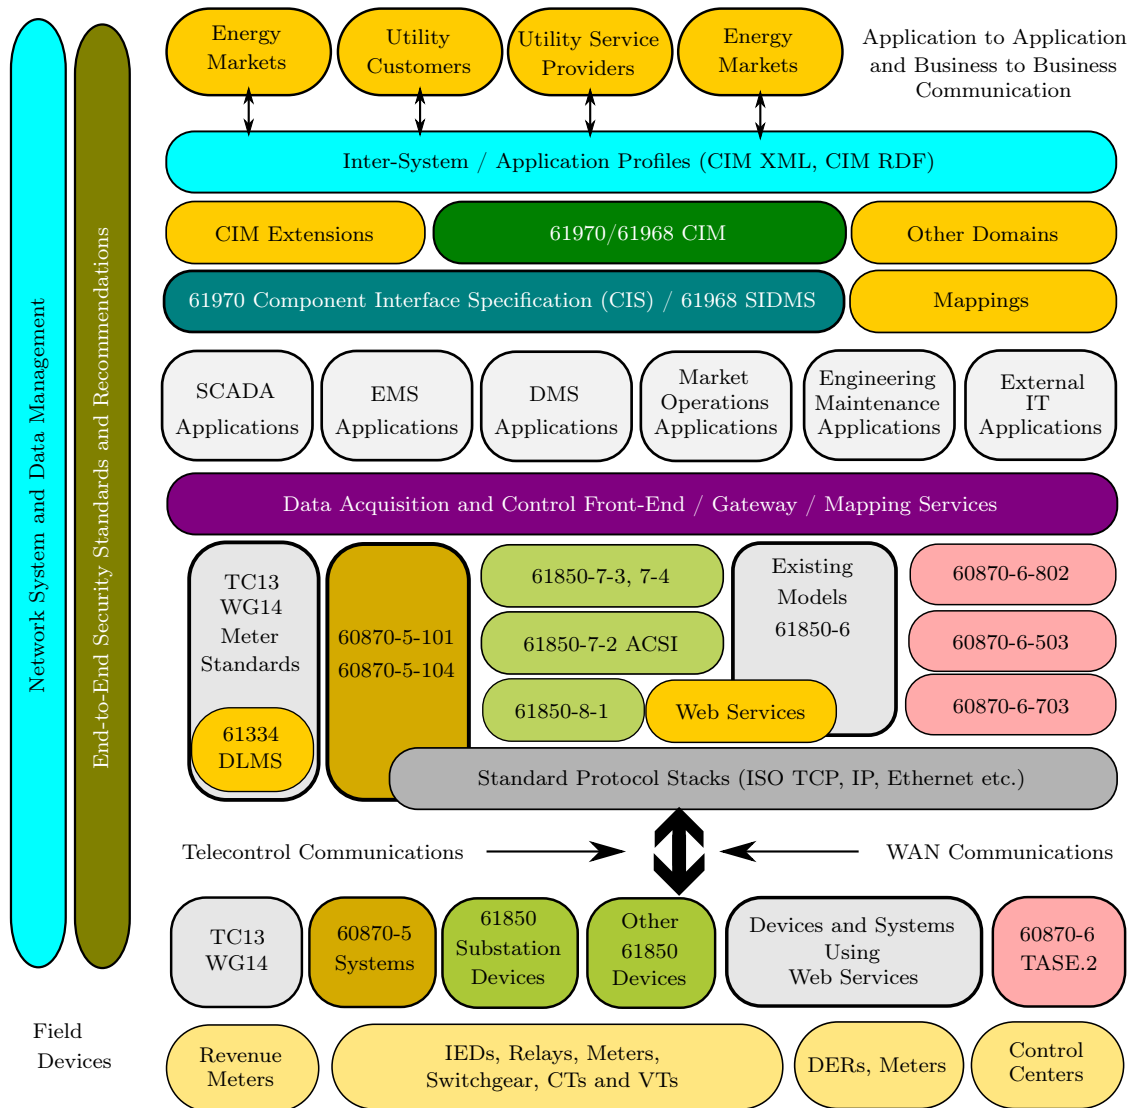 Network System and Data Management
End-to-End Security Standards and Recommendations
Energy
Markets
Utility
Customers
Utility Service
Providers
Energy
Markets
Application to Application
and Business to Business
Communication
Inter-System / Application Profiles (CIM XML, CIM RDF)
CIM Extensions
61970/61968 CIM
Other Domains
61970 Component Interface Specification (CIS) / 61968 SIDMS
Mappings
SCADA
Applications
EMS
Applications
DMS
Applications
Market
Operations
Applications
Engineering
Maintenance
Applications
External
IT
Applications
Data Acquisition and Control Front-End / Gateway / Mapping Services
TC13
WG14
Meter
Standards
61334
DLMS
60870-5-101
60870-5-104
61850-7-3, 7-4
61850-7-2 ACSI
61850-8-1
Web Services
Existing
Models
61850-6
60870-6-802
60870-6-503
60870-6-703
Standard Protocol Stacks (ISO TCP, IP, Ethernet etc.)
Telecontrol Communications
WAN Communications
TC13
WG14
60870-5
Systems
61850
Substation
Devices
Other
61850
Devices
Devices and Systems
Using
Web Services
60870-6
TASE.2
Field
Devices
Revenue
Meters
IEDs, Relays, Meters,
Switchgear, CTs and VTs
DERs, Meters
Control
Centers